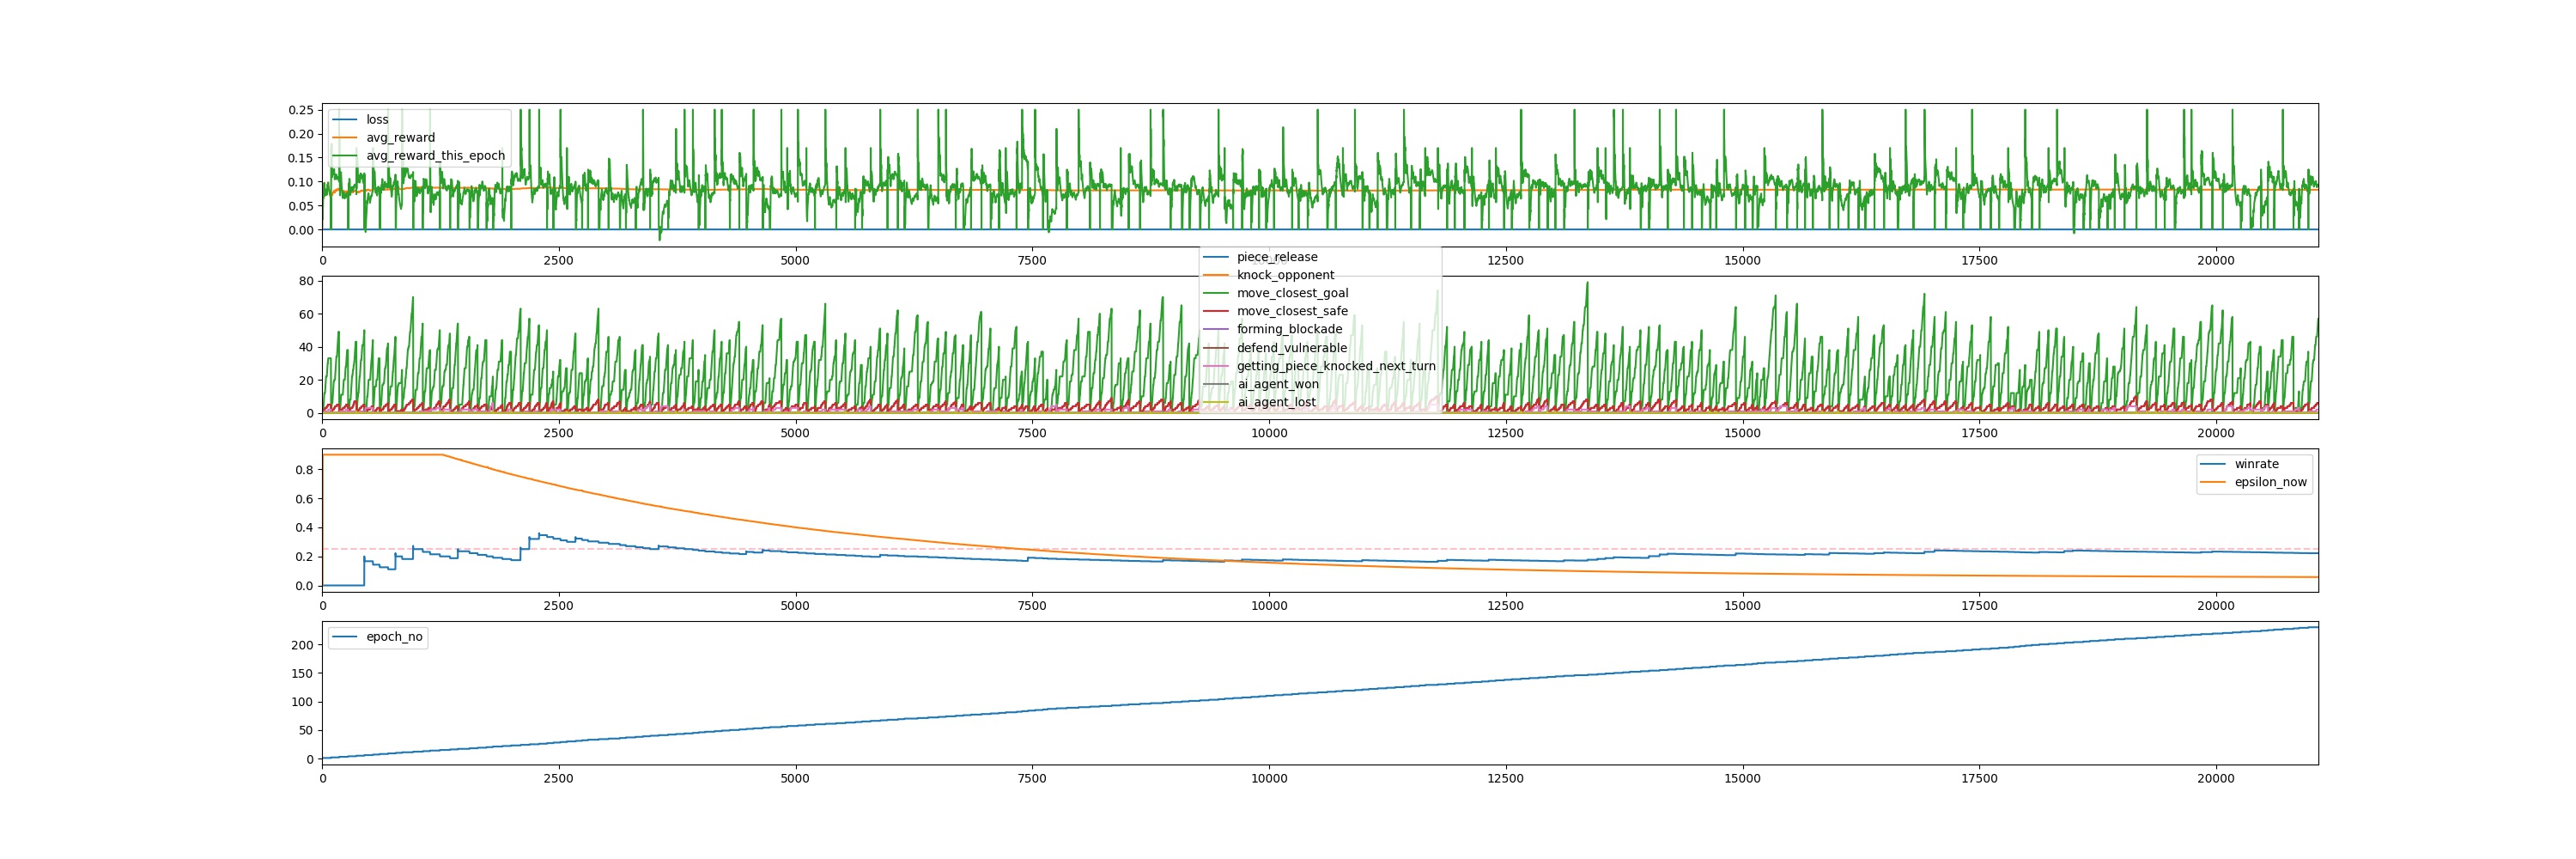 0.25
0.20
0.15
0.10
0.05
0.00
loss
avg_reward
avg_reward_this_epoch
0 2500 5000 7500 12500 15000 17500 20000
80
60
40
20
0
piece_release
knock_opponent
move_closest_goal
move_closest_safe
forming_blockade
defend_vulnerable
getting_piece_knocked_next_turn
ai_agent_won
ai_agent_lost
0 2500 5000 7500 10000 12500 15000 17500 20000
0.8
0.6
0.4
0.2
0.0
winrate
epsilon_now
0 2500 5000 7500 10000 12500 15000 17500 20000
200
150
100
50
0
epoch_no
0 2500 5000 7500 10000 12500 15000 17500 20000